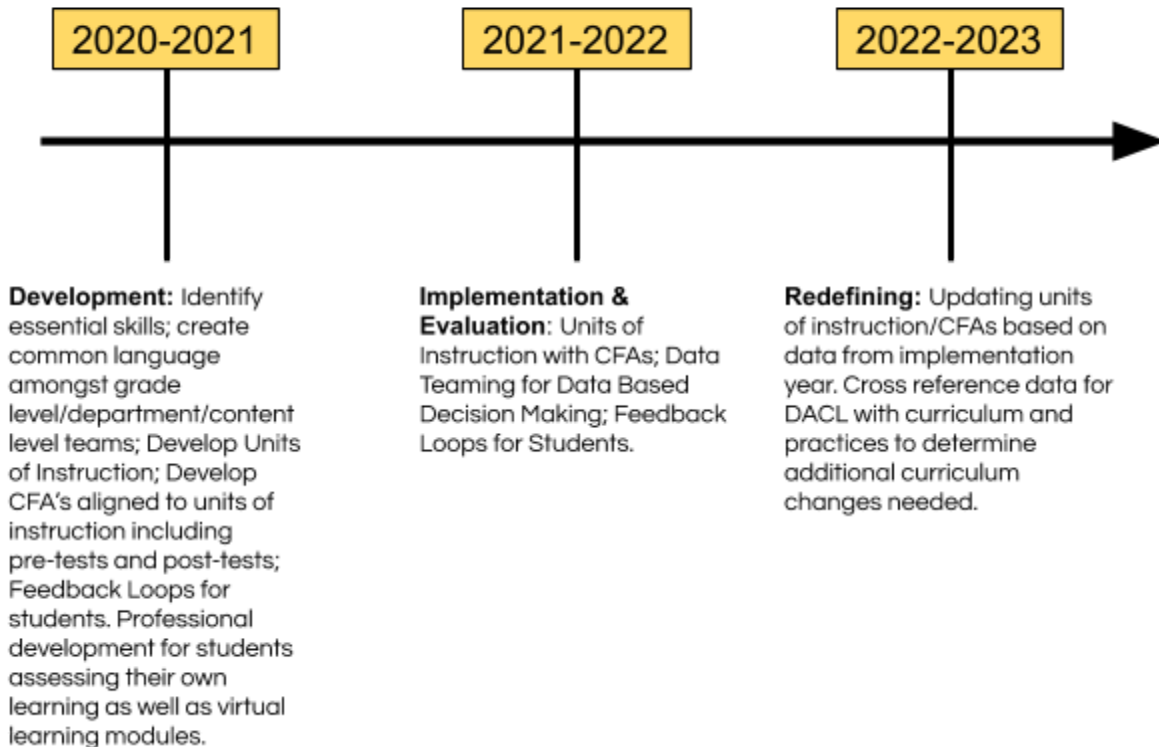 2020-2021
2021-2022
2022-2023
Development: Identify
essential skills; create
common language
amongst grade
level/department/content
level teams; Develop Units
of Instruction; Develop
CFA's aligned to units of
instruction including
pre-tests and post-tests;
Feedback Loops for
students. Professional
development for students
assessing their own
learning as well as virtual
learning modules.
Implementation &
Evaluation: Units of
Instruction with CFAs; Data
Teaming for Data Based
Decision Making; Feedback
Loops for Students.
Redefining: Updating units
of instruction/CFAs based on
data from implementation
year. Cross reference data for
DACL with curriculum and
practices to determine
additional curriculum
changes needed.